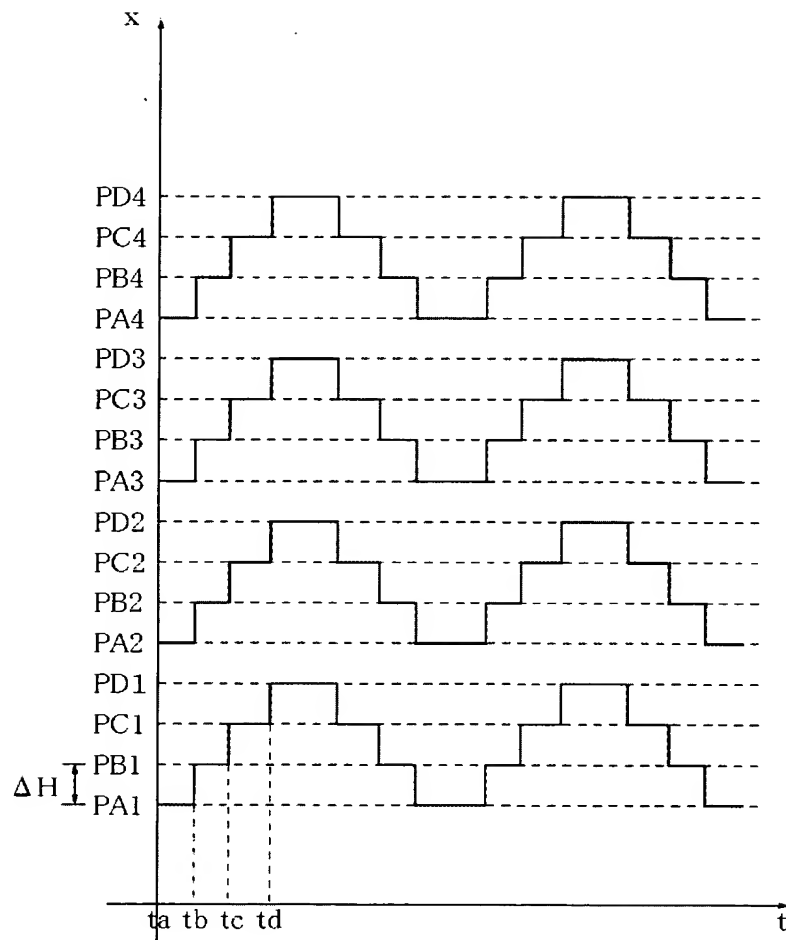 x
PD4
PC4
PB4
PA4
PD3
PC3
PB3
PA3
PD2
PC2
PB2
PA2
PD1
PC1
PB1
ΔH
PA1
ta tb tc td t